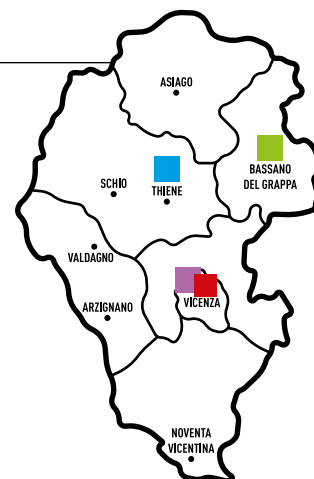 ASIAGO
BASSANO
DEL GRAPPA
SCHIO
THIENE
VALDAGNO
ARZIGNANO
VICENZA
NOVENTA
VICENTINA